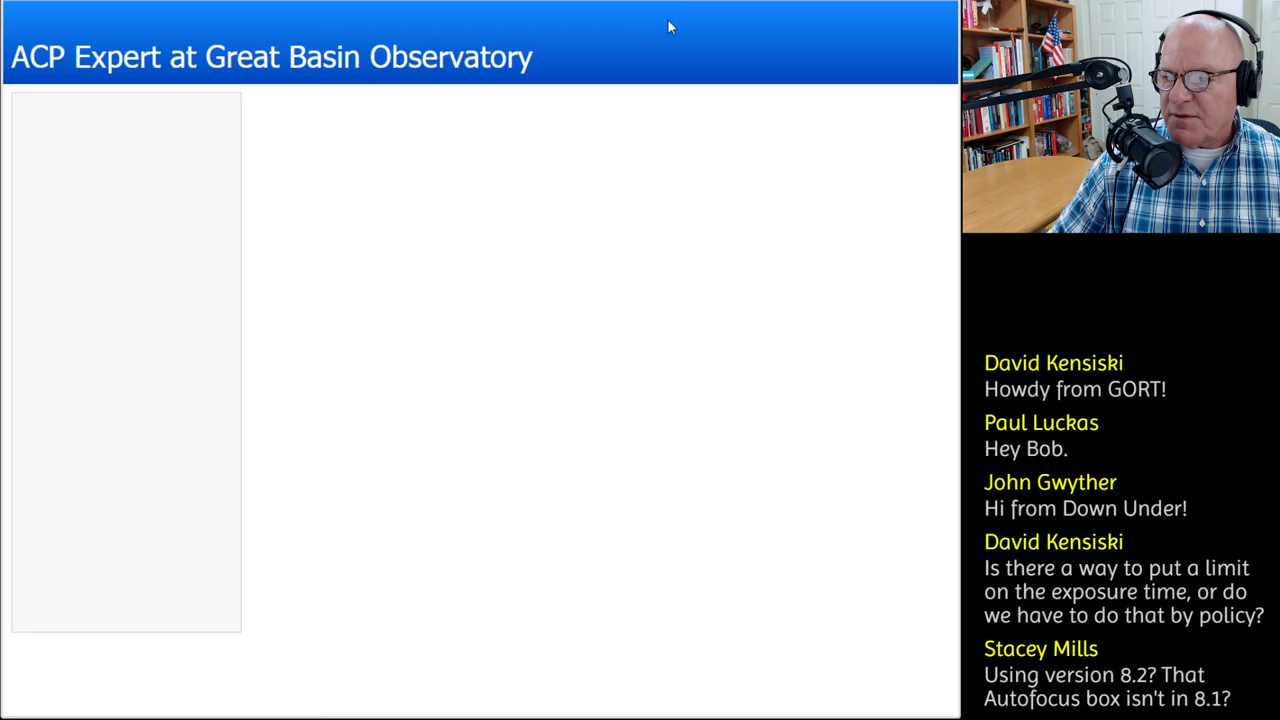 ACP Expert at Great Basin Observatory
David Kensiski
Howdy from GORT!
Paul Luckas
Hey Bob.
John Gwyther
Hi from Down Under!
David Kensiski
Is there a way to put a limit
on the exposure time, or do
we have to do that by policy?
Stacey Mills
Using version 8.2? That
Autofocus box isn't in 8.1?